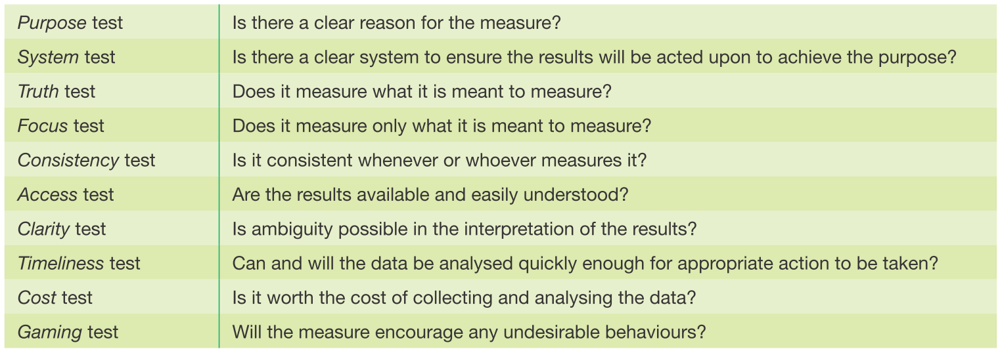 Purpose test Is there a clear reason for the measure?
System test Is there a clear system to ensure the results will be acted upon to achieve the purpose?
Truth test Does it measure what it is meant to measure?
Focus test Does it measure only what it is meant to measure?
Consistency test Is it consistent whenever or whoever measures it?
Access test Are the results available and easily understood?
Clarity test Is ambiguity possible in the interpretation of the results?
Timeliness test Can and will the data be analysed quickly enough for appropriate action to be taken?
Cost test Is it worth the cost of collecting and analysing the data?
Gaming test Will the measure encourage any undesirable behaviours?